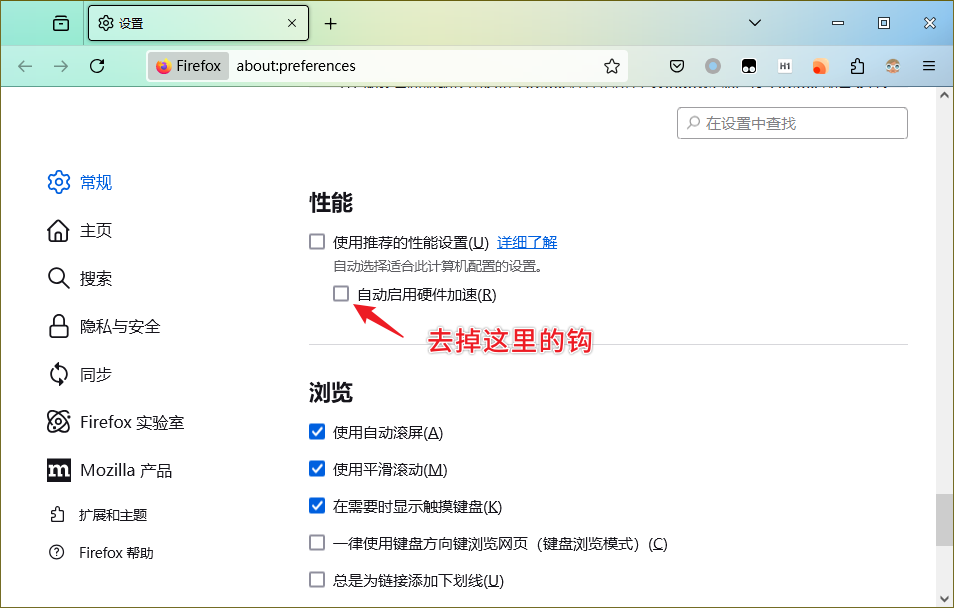 设置
Firefox about:preferences
H1
在设置中查找
常规
主页
搜索
隐私与安全
同步
Firefox 实验室
Mozilla 产品
扩展和主题
Firefox 帮助
性能
使用推荐的性能设置(U) 详细了解
自动选择适合此计算机配置的设置。
自动启用硬件加速(R)
去掉这里的钩
浏览
使用自动滚屏(A)
使用平滑滚动(M)
在需要时显示触摸键盘(K)
一律使用键盘方向键浏览网页（键盘浏览模式）(C)
总是为链接添加下划线(U)